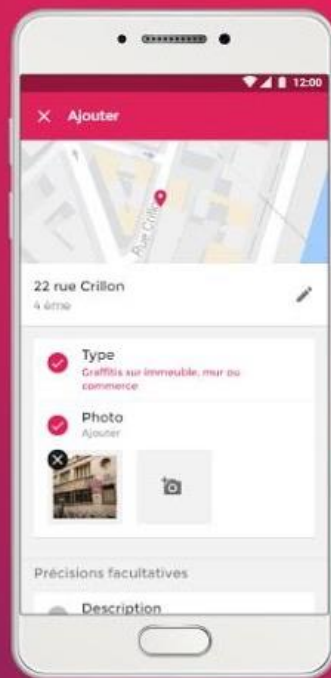 12:00
Ajouter
Rue Crillon
22 rue Crillon
4 ème
Type
Graffitis sur immeuble, mur ou
commerce
Photo
Ajouter
Précisions facultatives
Description